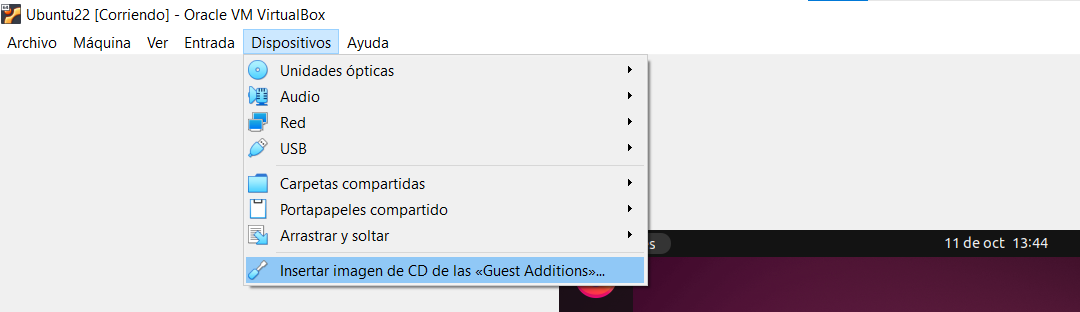 Ubuntu22 [Corriendo] - Oracle VM VirtualBox
Archivo Máquina Ver Entrada Dispositivos Ayuda
Unidades ópticas
Audio
Red
USB
Carpetas compartidas
Portapapeles compartido
Arrastrar y soltar
11 de oct 13:44
Insertar imagen de CD de las «Guest Additions»...